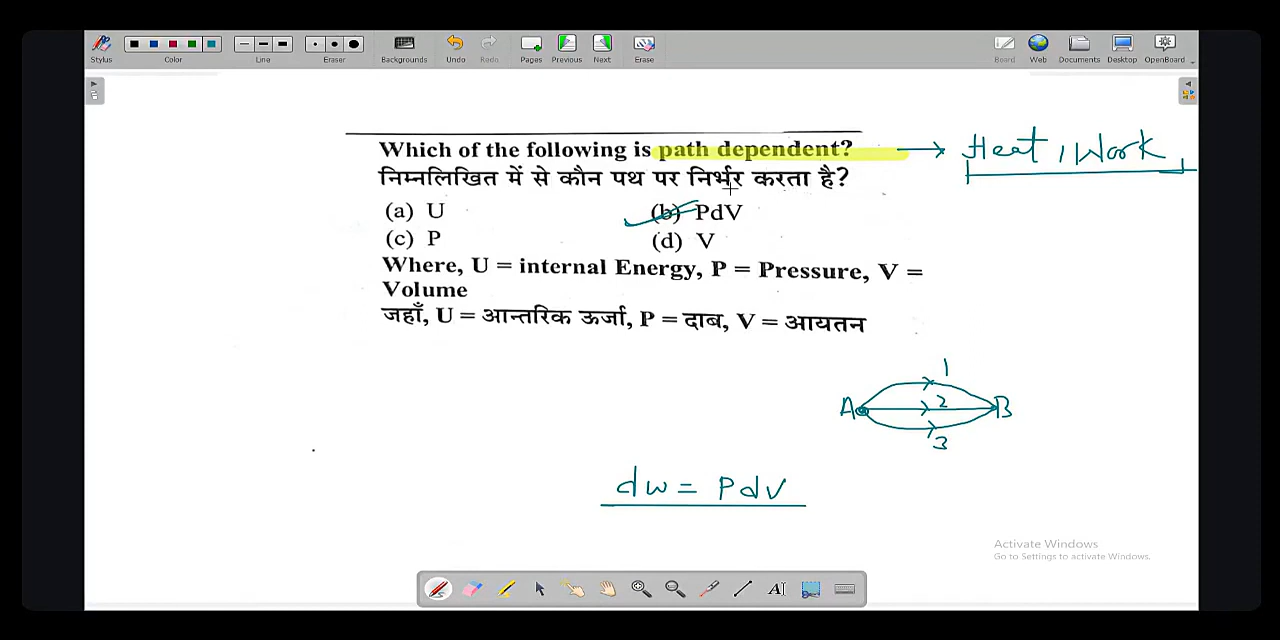 Stylus Color Line Eraser Backgrounds Undo Redo Pages Previous Next Erase Board Web Documents Desktop OpenBoard
Which of the following is path dependent? → Heat, Work
निम्नलिखित में से कौन पथ पर निर्भर करता है?
(a) U (b) PdV
(c) P (d) V
Where, U = internal Energy, P = Pressure, V =
Volume
जहाँ, U = आन्तरिक ऊर्जा, P = दाब, V = आयतन
1
A 2 B
3
dw = PdV
Activate Windows
Go to Settings to activate Windows.